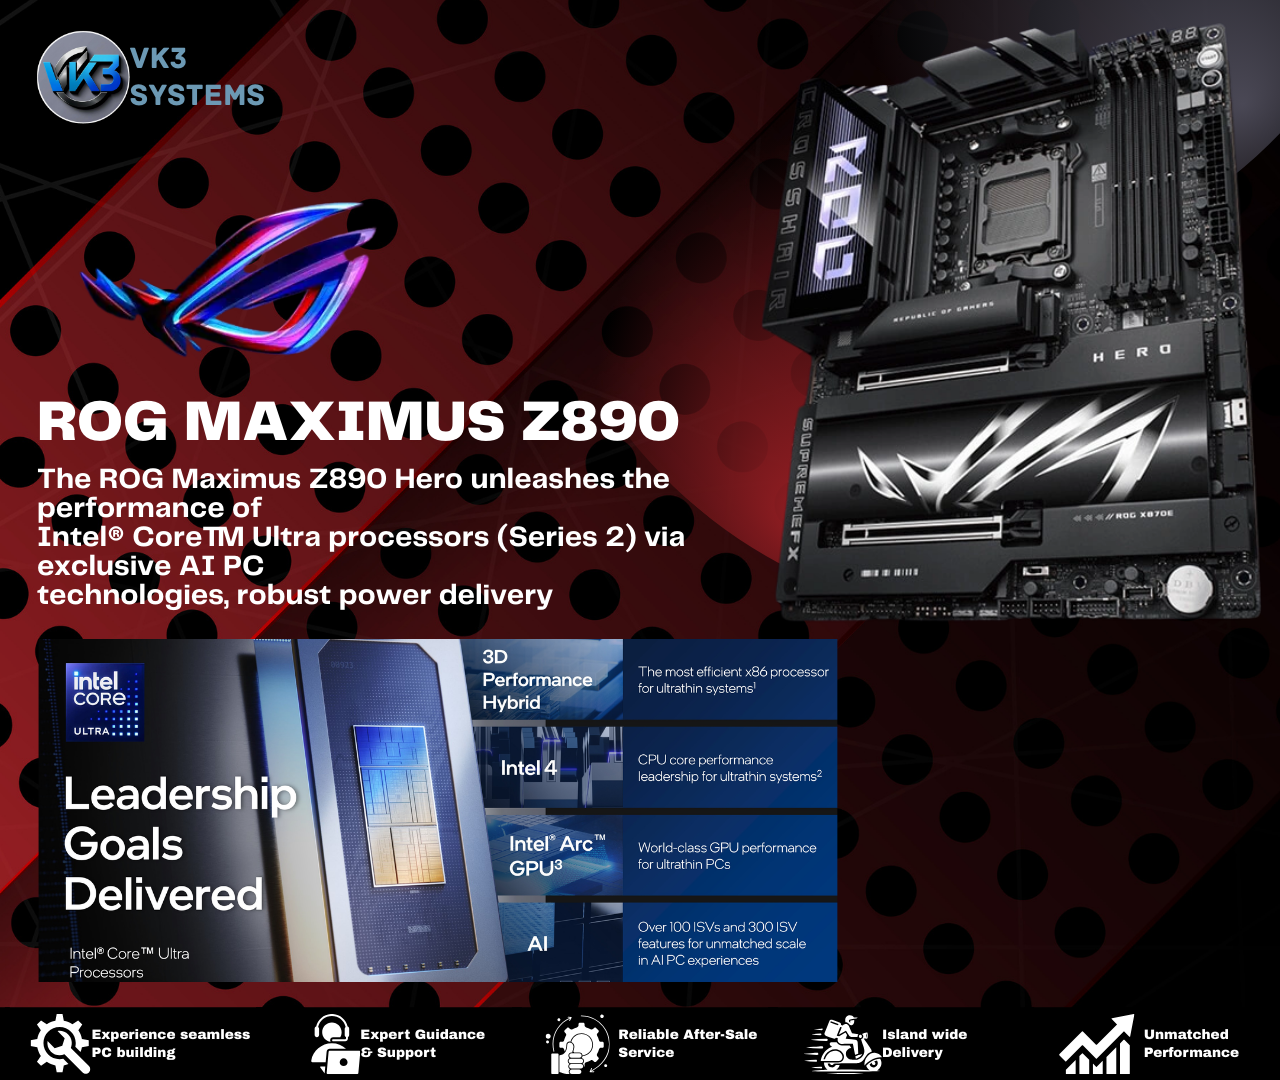 VK3
VK3
SYSTEMS
CROSSHAIR
ROG
REPUBLIC OF GAMERS
HERO
SUPREMEFX
ROG X870E
ROG MAXIMUS Z890
The ROG Maximus Z890 Hero unleashes the
performance of
Intel® CoreTM Ultra processors (Series 2) via
exclusive AI PC
technologies, robust power delivery
intel
CORE
ULTRA
Leadership
Goals
Delivered
Intel® Core™ Ultra
Processors
3D
Performance
Hybrid
The most efficient x86 processor
for ultrathin systems¹
Intel 4
CPU core performance
leadership for ultrathin systems²
Intel® Arc™
GPU³
World-class GPU performance
for ultrathin PCs
AI
Over 100 ISVs and 300 ISV
features for unmatched scale
in AI PC experiences
Experience seamless
PC building
Expert Guidance
& Support
Reliable After-Sale
Service
Island wide
Delivery
Unmatched
Performance